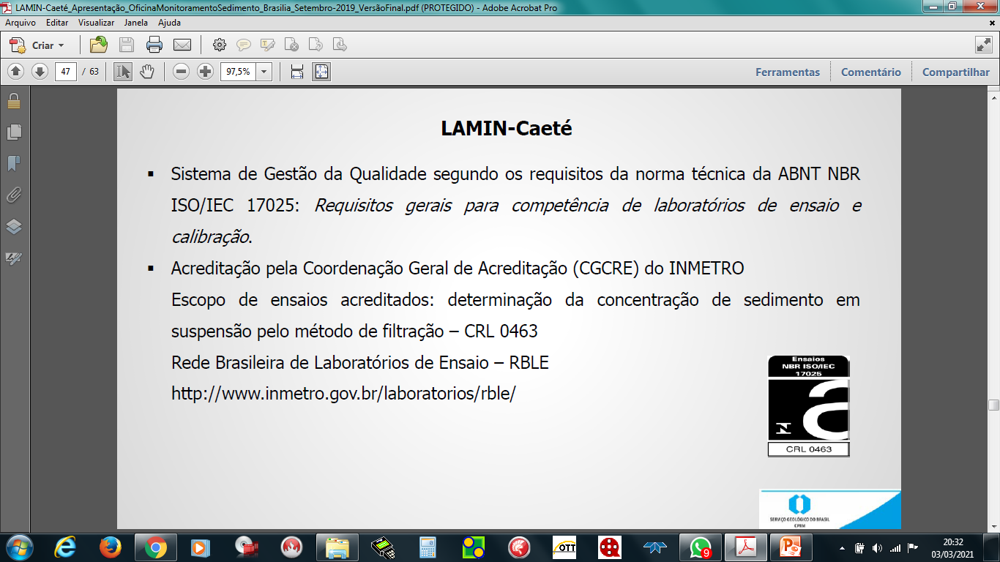 LAMIN-Caeté_Apresentação_OficinaMonitoramentoSedimento_Brasilia_Setembro-2019_VersãoFinal.pdf (PROTEGIDO) - Adobe Acrobat Pro
Arquivo Editar Visualizar Janela Ajuda
Criar
47 / 63 97,5% Ferramentas Comentário Compartilhar
LAMIN-Caeté
▪ Sistema de Gestão da Qualidade segundo os requisitos da norma técnica da ABNT NBR
ISO/IEC 17025: Requisitos gerais para competência de laboratórios de ensaio e
calibração.
▪ Acreditação pela Coordenação Geral de Acreditação (CGCRE) do INMETRO
Escopo de ensaios acreditados: determinação da concentração de sedimento em
suspensão pelo método de filtração – CRL 0463
Rede Brasileira de Laboratórios de Ensaio – RBLE
http://www.inmetro.gov.br/laboratorios/rble/
Ensaios
NBR ISO/IEC
17025
CRL 0463
SERVIÇO GEOLÓGICO DO BRASIL
CPRM
OTT
9
20:32
03/03/2021